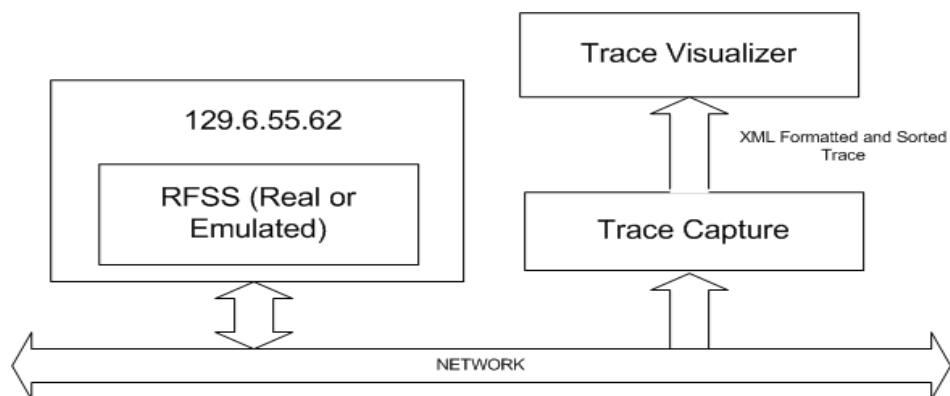 129.6.55.62
RFSS (Real or
Emulated)
Trace Visualizer
XML Formatted and Sorted
Trace
Trace Capture
NETWORK